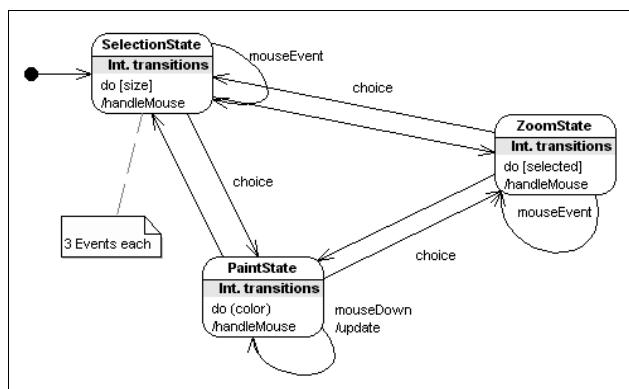 SelectionState
Int. transitions
do [size]
/handleMouse
mouseEvent
choice
ZoomState
Int. transitions
do [selected]
/handleMouse
mouseEvent
choice
3 Events each
choice
PaintState
Int. transitions
do (color)
/handleMouse
mouseDown
/update